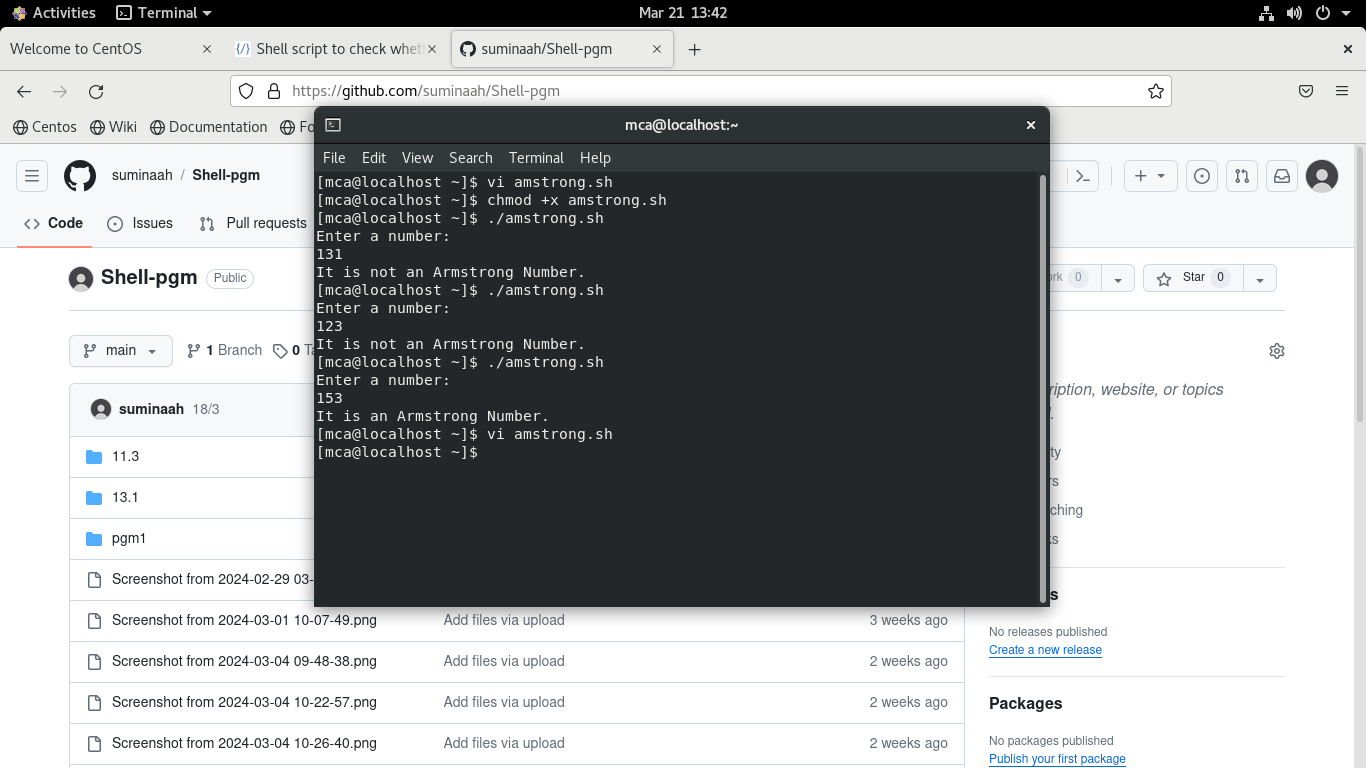 Activities
Terminal
Mar 21 13:42
Welcome to CentOS
Shell script to check whet
suminaah/Shell-pgm
https://github.com/suminaah/Shell-pgm
Centos
Wiki
Documentation
Fo
mca@localhost:~
File Edit View Search Terminal Help
[mca@localhost ~]$ vi amstrong.sh
[mca@localhost ~]$ chmod +x amstrong.sh
[mca@localhost ~]$ ./amstrong.sh
Enter a number:
131
It is not an Armstrong Number.
[mca@localhost ~]$ ./amstrong.sh
Enter a number:
123
It is not an Armstrong Number.
[mca@localhost ~]$ ./amstrong.sh
Enter a number:
153
It is an Armstrong Number.
[mca@localhost ~]$ vi amstrong.sh
[mca@localhost ~]$
suminaah / Shell-pgm
Code
Issues
Pull requests
Shell-pgm
Public
rk 0
Star 0
main
1 Branch
0 Ta
ription, website, or topics
suminaah 18/3
11.3
13.1
pgm1
Screenshot from 2024-02-29 03-
Screenshot from 2024-03-01 10-07-49.png Add files via upload 3 weeks ago
Screenshot from 2024-03-04 09-48-38.png Add files via upload 2 weeks ago
Screenshot from 2024-03-04 10-22-57.png Add files via upload 2 weeks ago
Screenshot from 2024-03-04 10-26-40.png Add files via upload 2 weeks ago
ty
rs
ching
ks
s
No releases published
Create a new release
Packages
No packages published
Publish your first package